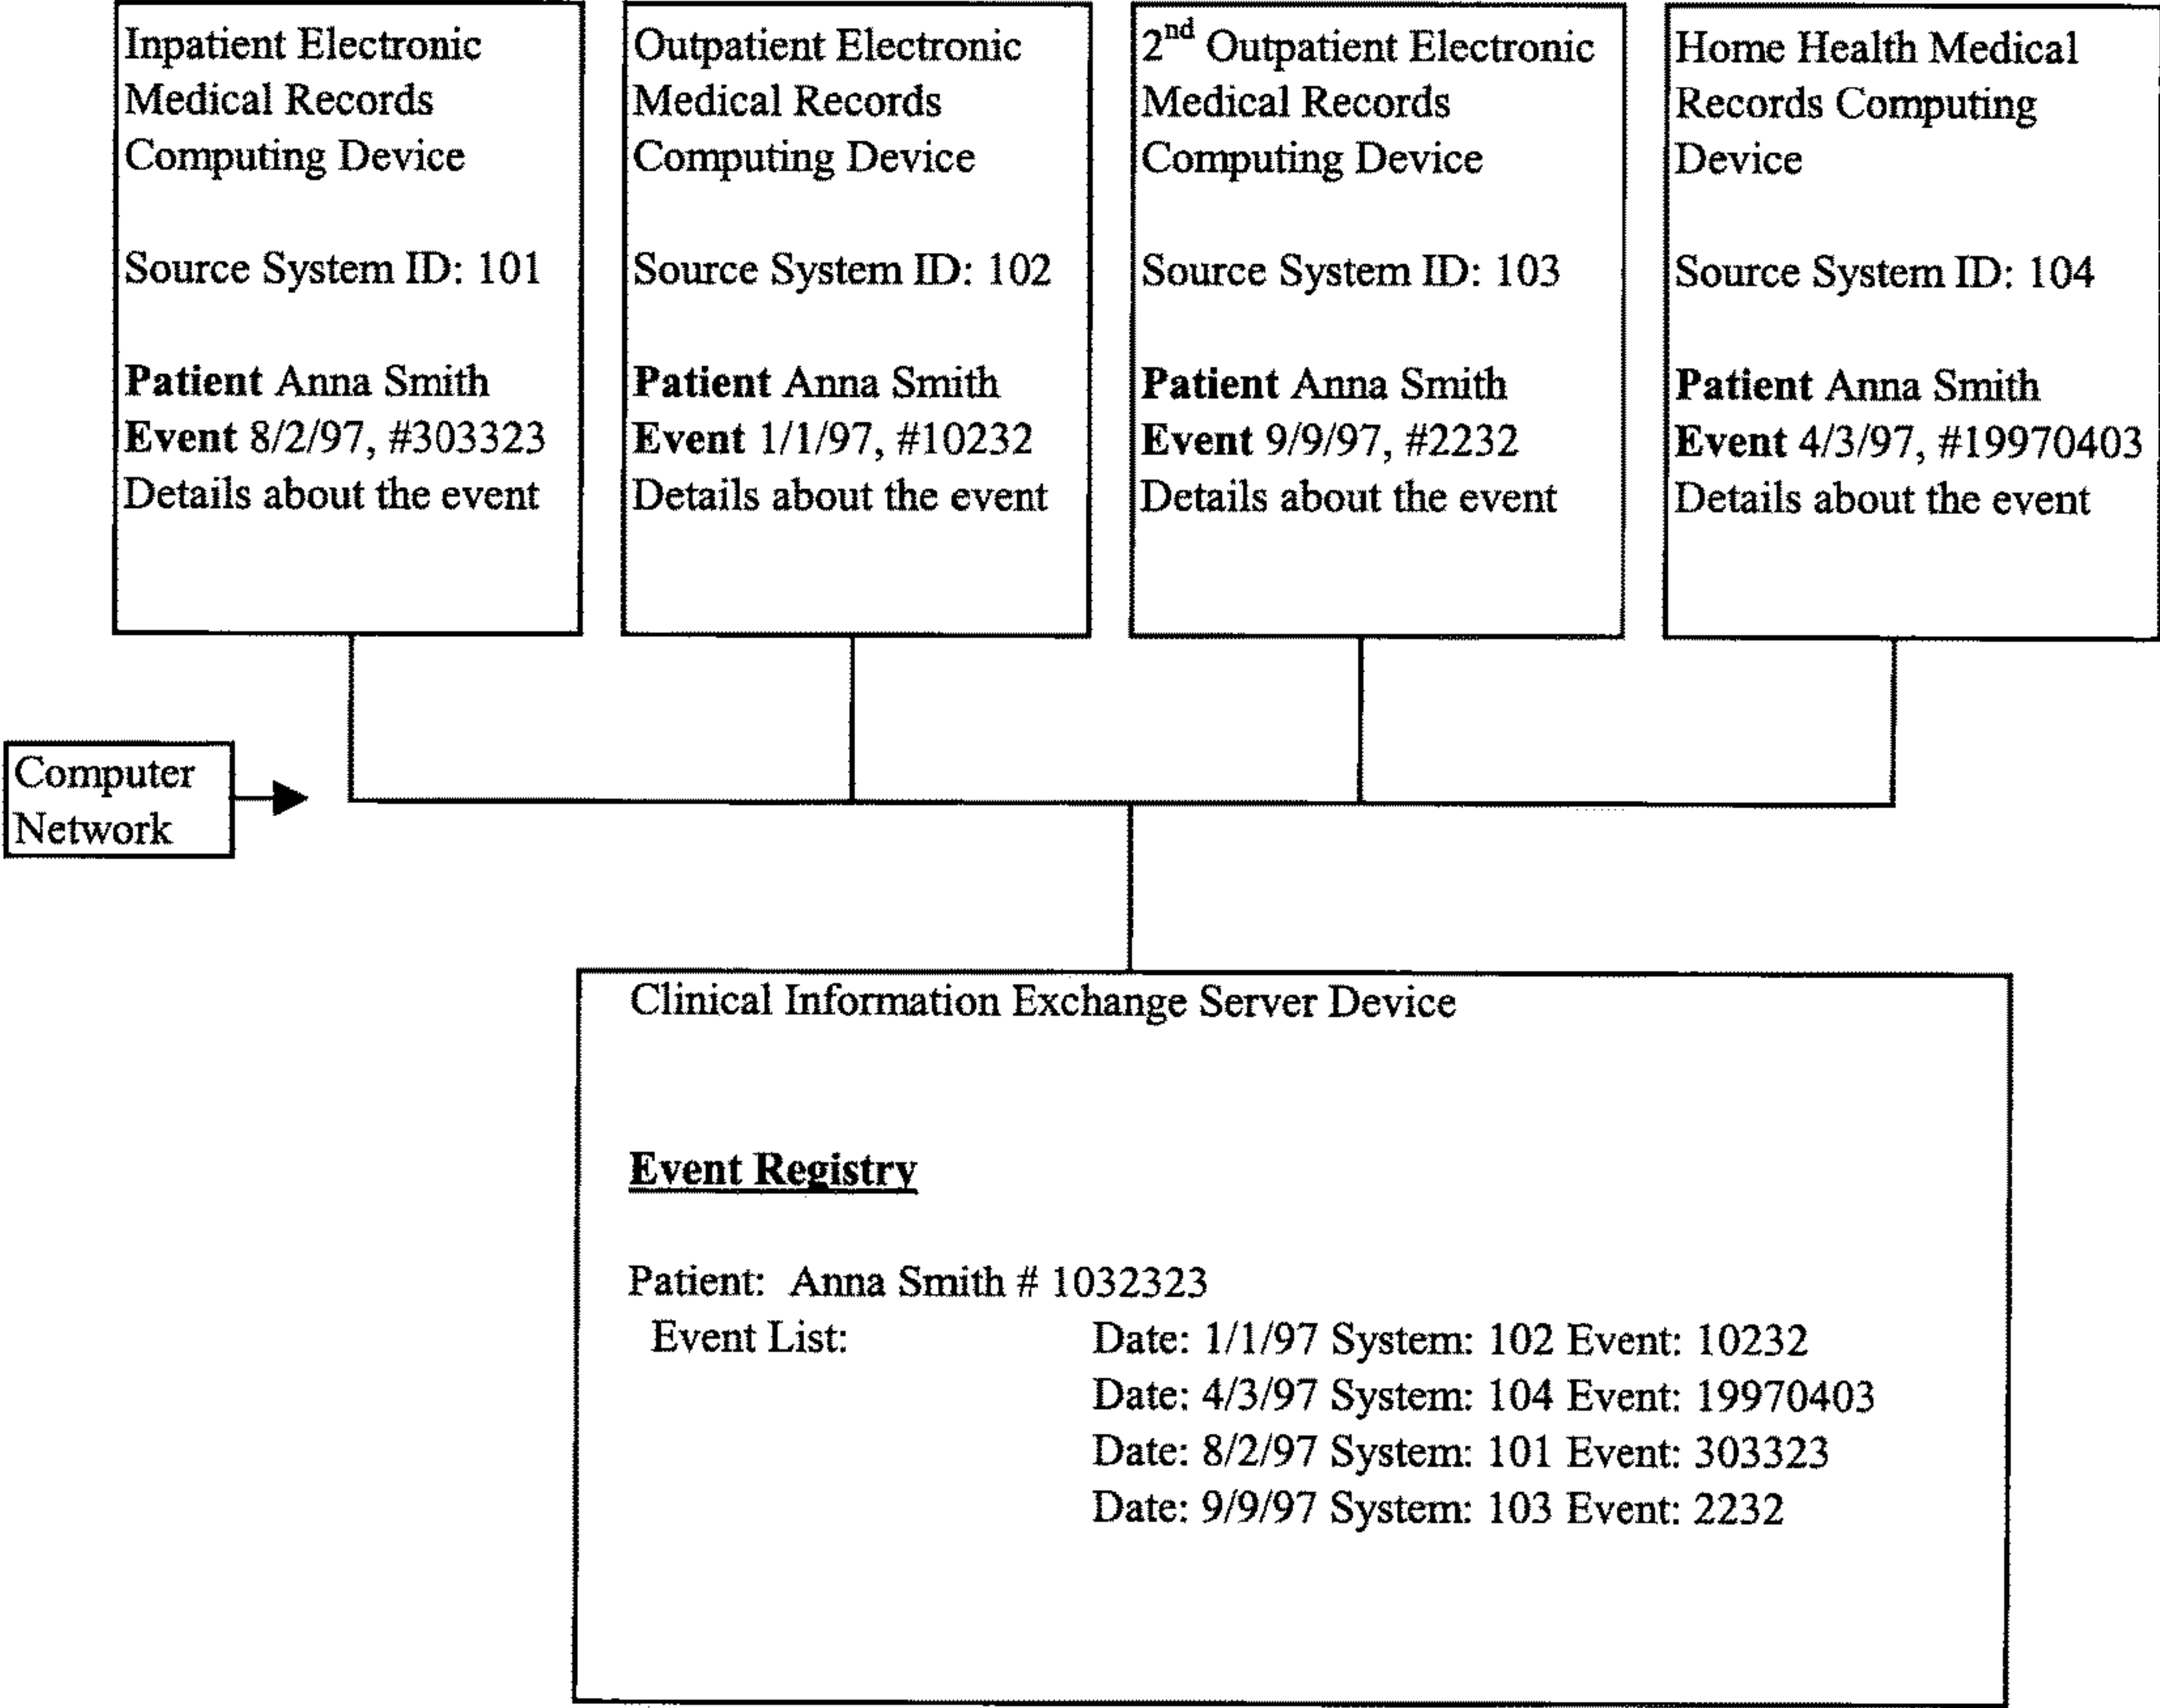 Inpatient Electronic
Medical Records
Computing Device
Source System ID: 101
Patient Anna Smith
Event 8/2/97, #303323
Details about the event
Outpatient Electronic
Medical Records
Computing Device
Source System ID: 102
Patient Anna Smith
Event 1/1/97, #10232
Details about the event
2nd Outpatient Electronic
Medical Records
Computing Device
Source System ID: 103
Patient Anna Smith
Event 9/9/97, #2232
Details about the event
Home Health Medical
Records Computing
Device
Source System ID: 104
Patient Anna Smith
Event 4/3/97, #19970403
Details about the event
Computer
Network
Clinical Information Exchange Server Device
Event Registry
Patient: Anna Smith # 1032323
Event List: Date: 1/1/97 System: 102 Event: 10232
Date: 4/3/97 System: 104 Event: 19970403
Date: 8/2/97 System: 101 Event: 303323
Date: 9/9/97 System: 103 Event: 2232